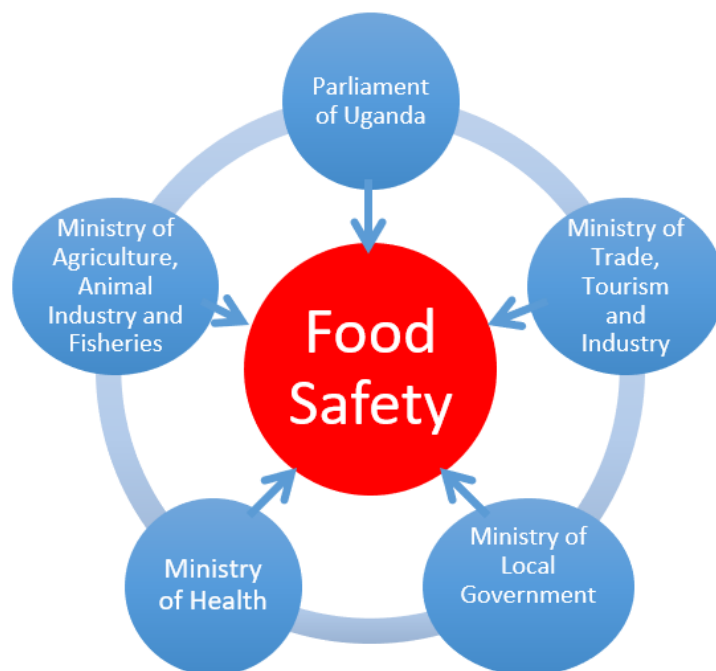 Parliament
of Uganda
Ministry of
Agriculture,
Animal
Industry and
Fisheries
Ministry of
Trade,
Tourism
and
Industry
Food
Safety
Ministry
of Health
Ministry of
Local
Government